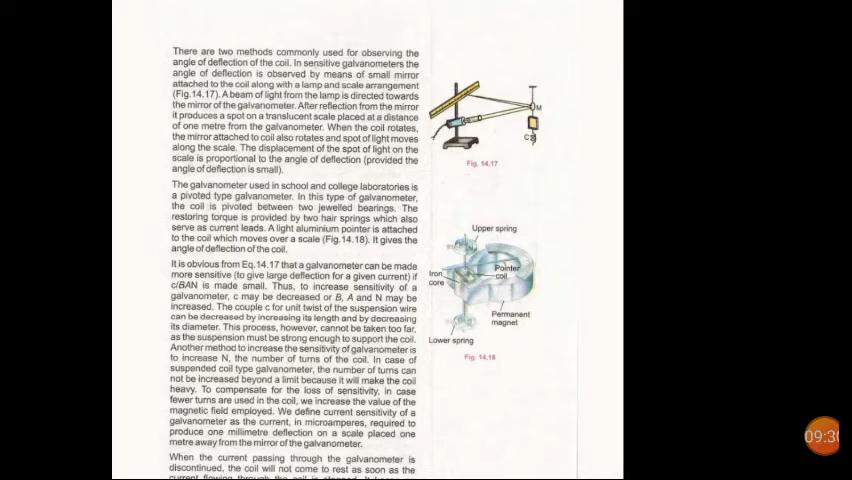 There are two methods commonly used for observing the
angle of deflection of the coil. In sensitive galvanometers the
angle of deflection is observed by means of small mirror
attached to the coil along with a lamp and scale arrangement
(Fig.14.17). A beam of light from the lamp is directed towards
the mirror of the galvanometer. After reflection from the mirror
it produces a spot on a translucent scale placed at a distance
of one metre from the galvanometer. When the coil rotates,
the mirror attached to coil also rotates and spot of light moves
along the scale. The displacement of the spot of light on the
scale is proportional to the angle of deflection (provided the
angle of deflection is small).
M
Fig. 14.17
The galvanometer used in school and college laboratories is
a pivoted type galvanometer. In this type of galvanometer,
the coil is pivoted between two jewelled bearings. The
restoring torque is provided by two hair springs which also
serve as current leads. A light aluminium pointer is attached
to the coil which moves over a scale (Fig.14.18). It gives the
angle of deflection of the coil.
It is obvious from Eq.14.17 that a galvanometer can be made
more sensitive (to give large deflection for a given current) if
c/BAN is made small. Thus, to increase sensitivity of a
galvanometer, c may be decreased or B, A and N may be
increased. The couple c for unit twist of the suspension wire
can be decreased by increasing its length and by decreasing
its diameter. This process, however, cannot be taken too far,
as the suspension must be strong enough to support the coil.
Another method to increase the sensitivity of galvanometer is
to increase N, the number of turns of the coil. In case of
suspended coil type galvanometer, the number of turns can
not be increased beyond a limit because it will make the coil
heavy. To compensate for the loss of sensitivity, in case
fewer turns are used in the coil, we increase the value of the
magnetic field employed. We define current sensitivity of a
galvanometer as the current, in microamperes, required to
produce one millimetre deflection on a scale placed one
metre away from the mirror of the galvanometer.
Upper spring
Pointer
coil
Iron
core
Permanent
magnet
Lower spring
Fig. 14.18
When the current passing through the galvanometer is
discontinued, the coil will not come to rest as soon as the
current flowing through the coil is stopped. It keeps
09:30